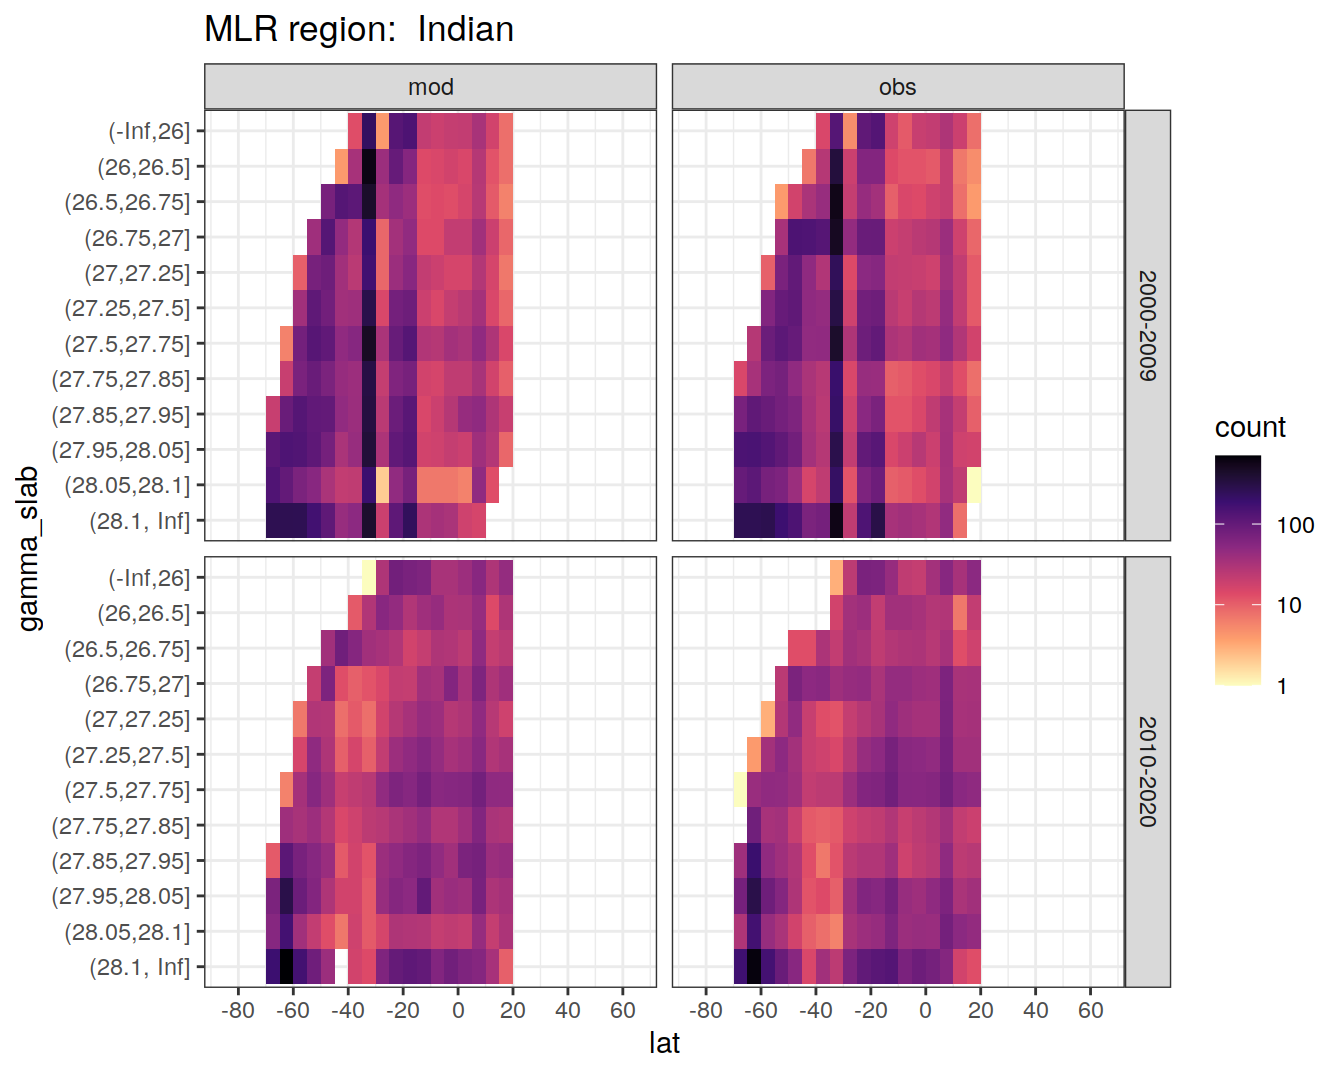 MLR region:  Indian
mod
obs
(-Inf,26]
(26,26.5]
(26.5,26.75]
(26.75,27]
(27,27.25]
(27.25,27.5]
(27.5,27.75]
(27.75,27.85]
(27.85,27.95]
(27.95,28.05]
(28.05,28.1]
(28.1, Inf]
2000-2009
(-Inf,26]
(26,26.5]
(26.5,26.75]
(26.75,27]
(27,27.25]
(27.25,27.5]
(27.5,27.75]
(27.75,27.85]
(27.85,27.95]
(27.95,28.05]
(28.05,28.1]
(28.1, Inf]
2010-2020
gamma_slab
-80 -60 -40 -20 0 20 40 60
-80 -60 -40 -20 0 20 40 60
lat
count
100
10
1